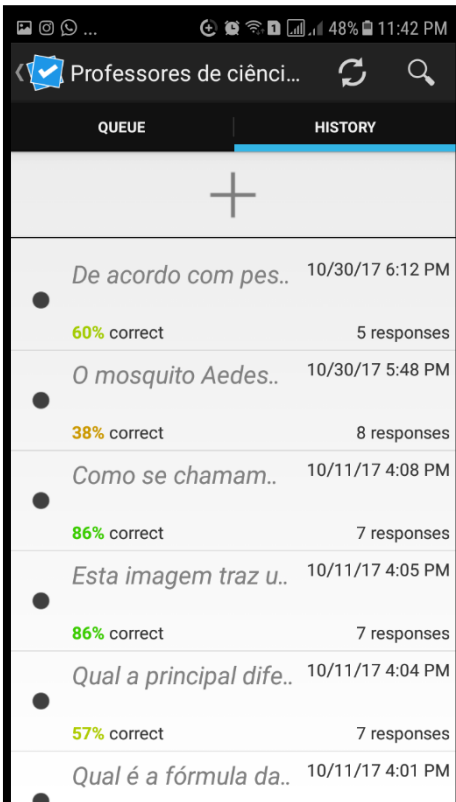 ... 48% 11:42 PM
Professores de ciênci...
QUEUE HISTORY
De acordo com pes.. 10/30/17 6:12 PM
60% correct 5 responses
O mosquito Aedes.. 10/30/17 5:48 PM
38% correct 8 responses
Como se chamam.. 10/11/17 4:08 PM
86% correct 7 responses
Esta imagem traz u.. 10/11/17 4:05 PM
86% correct 7 responses
Qual a principal dife.. 10/11/17 4:04 PM
57% correct 7 responses
Qual é a fórmula da.. 10/11/17 4:01 PM